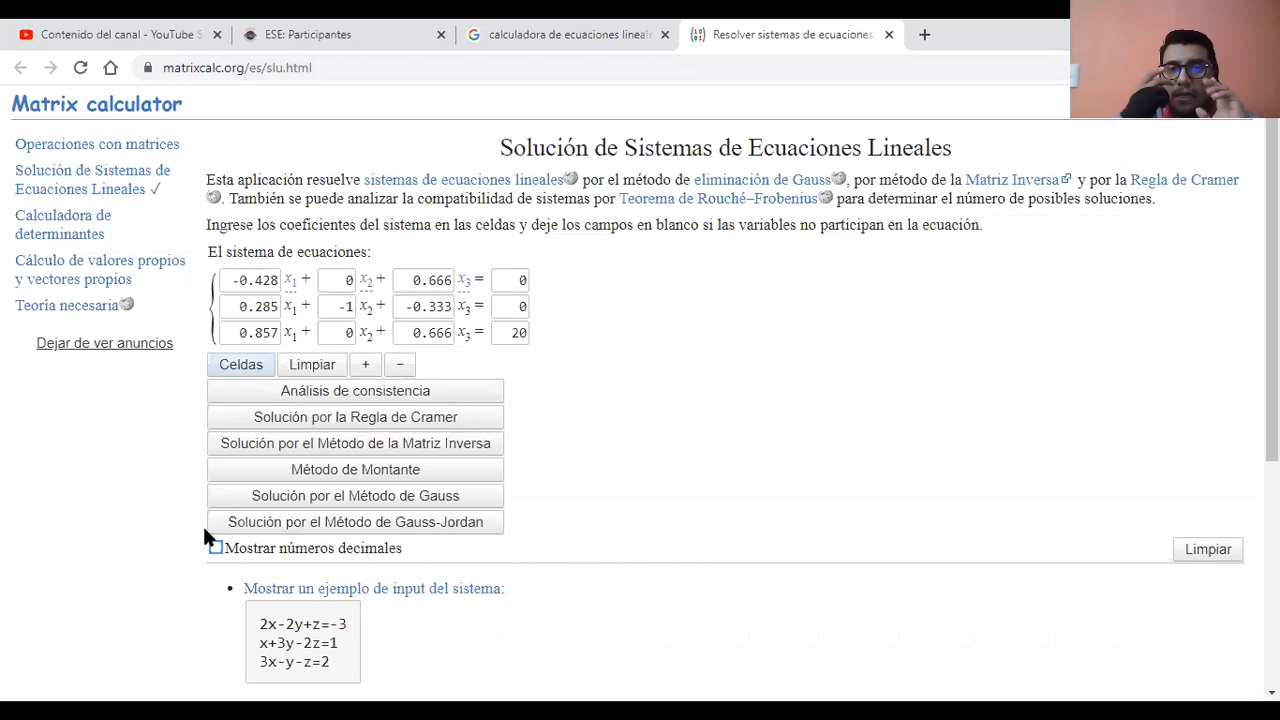 Contenido del canal - YouTube S
ESE: Participantes
calculadora de ecuaciones lineale
Resolver sistemas de ecuaciones
matrixcalc.org/es/slu.html
Matrix calculator
Operaciones con matrices
Solución de Sistemas de
Ecuaciones Lineales ✓
Calculadora de
determinantes
Cálculo de valores propios
y vectores propios
Teoría necesaria
Dejar de ver anuncios
Solución de Sistemas de Ecuaciones Lineales
Esta aplicación resuelve sistemas de ecuaciones lineales por el método de eliminación de Gauss, por método de la Matriz Inversa y por la Regla de Cramer
. También se puede analizar la compatibilidad de sistemas por Teorema de Rouché–Frobenius para determinar el número de posibles soluciones.
Ingrese los coeficientes del sistema en las celdas y deje los campos en blanco si las variables no participan en la ecuación.
El sistema de ecuaciones:
-0.428 x₁ + 0 x₂ + 0.666 x₃ = 0
0.285 x₁ + -1 x₂ + -0.333 x₃ = 0
0.857 x₁ + 0 x₂ + 0.666 x₃ = 20
Celdas Limpiar + −
Análisis de consistencia
Solución por la Regla de Cramer
Solución por el Método de la Matriz Inversa
Método de Montante
Solución por el Método de Gauss
Solución por el Método de Gauss-Jordan
Mostrar números decimales
Limpiar
Mostrar un ejemplo de input del sistema:
2x-2y+z=-3
x+3y-2z=1
3x-y-z=2